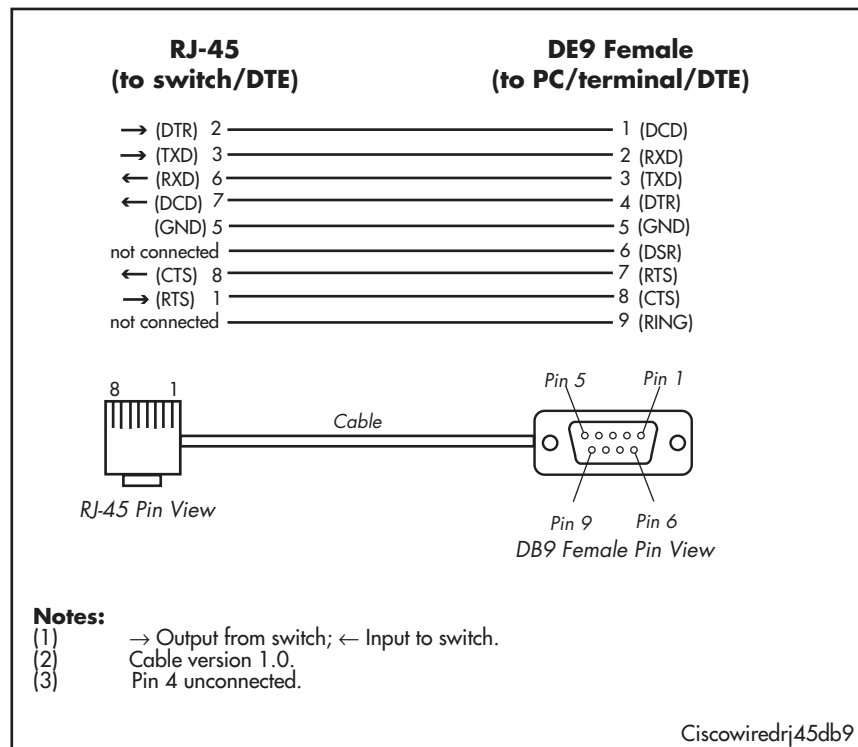 RJ-45 DE9 Female
(to switch/DTE) (to PC/terminal/DTE)
→ (DTR) 2 1 (DCD)
→ (TXD) 3 2 (RXD)
← (RXD) 6 3 (TXD)
← (DCD) 7 4 (DTR)
(GND) 5 5 (GND)
not connected 6 (DSR)
← (CTS) 8 7 (RTS)
→ (RTS) 1 8 (CTS)
not connected 9 (RING)
8 1 Pin 5 Pin 1
Cable
RJ-45 Pin View
Pin 9 Pin 6
DB9 Female Pin View
Notes:
(1) → Output from switch; ← Input to switch.
(2) Cable version 1.0.
(3) Pin 4 unconnected.
Ciscowiredrj45db9